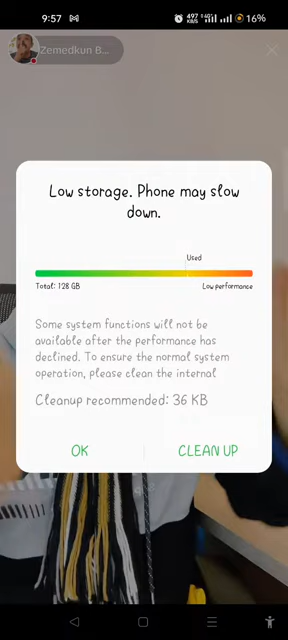 9:57
497
KB/S
16%
Zemedkun B...
Low storage. Phone may slow
down.
Used
Total: 128 GB
Low performance
Some system functions will not be
available after the performance has
declined. To ensure the normal system
operation, please clean the internal
Cleanup recommended: 36 KB
OK
CLEAN UP